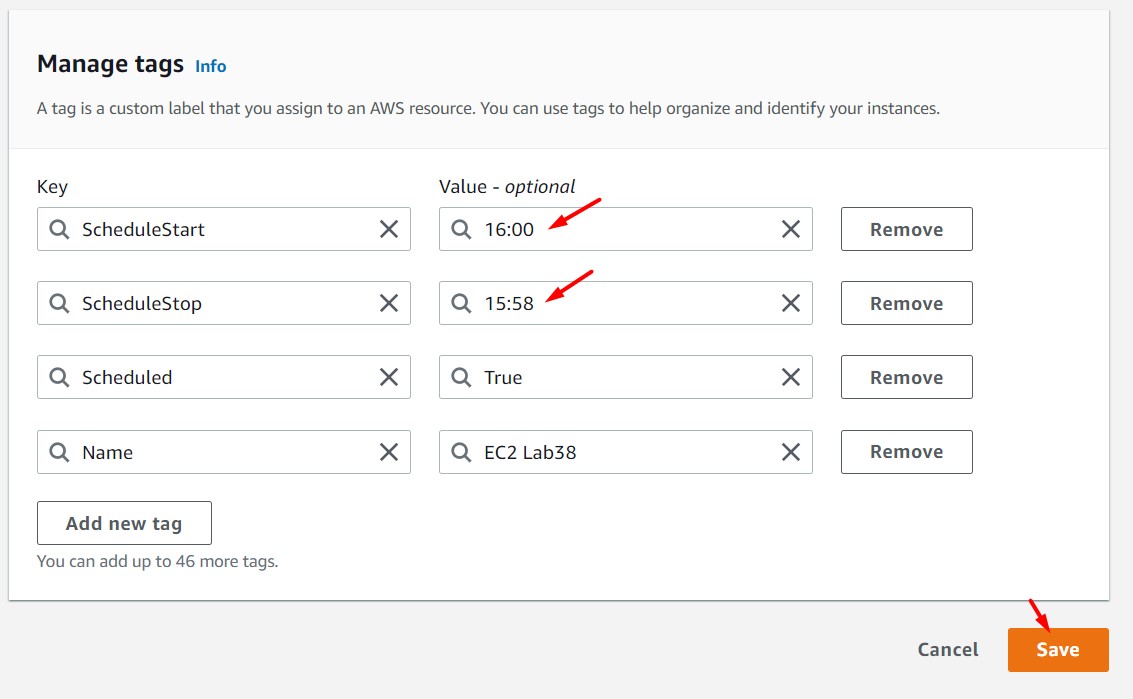 Manage tags Info
A tag is a custom label that you assign to an AWS resource. You can use tags to help organize and identify your instances.
Key Value - optional
ScheduleStart 16:00 Remove
ScheduleStop 15:58 Remove
Scheduled True Remove
Name EC2 Lab38 Remove
Add new tag
You can add up to 46 more tags.
Cancel Save